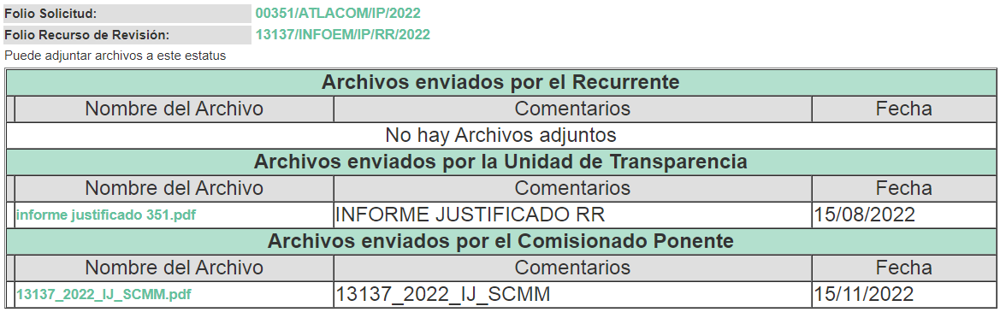 Folio Solicitud: 00351/ATLACOM/IP/2022
Folio Recurso de Revisión: 13137/INFOEM/IP/RR/2022
Puede adjuntar archivos a este estatus
Archivos enviados por el Recurrente
Nombre del Archivo Comentarios Fecha
No hay Archivos adjuntos
Archivos enviados por la Unidad de Transparencia
Nombre del Archivo Comentarios Fecha
informe justificado 351.pdf INFORME JUSTIFICADO RR 15/08/2022
Archivos enviados por el Comisionado Ponente
Nombre del Archivo Comentarios Fecha
13137_2022_IJ_SCMM.pdf 13137_2022_IJ_SCMM 15/11/2022